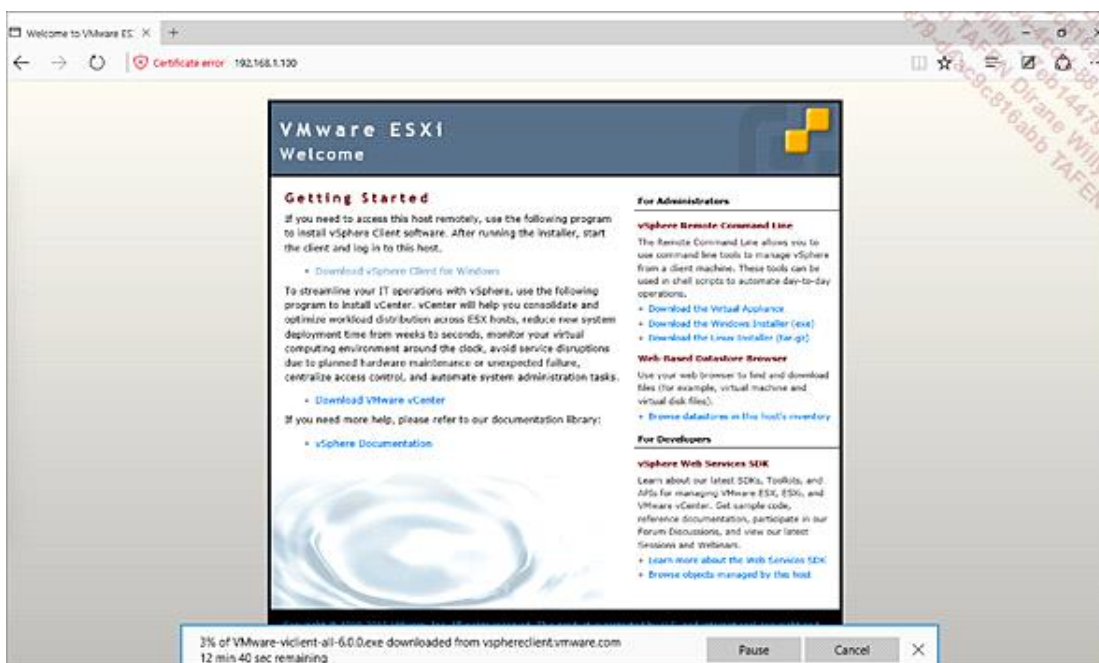 Welcome to VMware ES
Certificate error 192.168.1.100
VMware ESXi
Welcome
Getting Started
If you need to access this host remotely, use the following program
to install vSphere Client software. After running the installer, start
the client and log in to this host.
Download vSphere Client for Windows
To streamline your IT operations with vSphere, use the following
program to install vCenter. vCenter will help you consolidate and
optimize workload distribution across ESX hosts, reduce new system
deployment time from weeks to seconds, monitor your virtual
computing environment around the clock, avoid service disruptions
due to planned hardware maintenance or unexpected failure,
centralize access control, and automate system administration tasks.
Download VMware vCenter
If you need more help, please refer to our documentation library:
vSphere Documentation
For Administrators
vSphere Remote Command Line
The Remote Command Line allows you to
use command line tools to manage vSphere
from a client machine. These tools can be
used in shell scripts to automate day-to-day
operations.
Download the Virtual Appliance
Download the Windows Installer (exe)
Download the Linux Installer (tar.gz)
Web-Based Datastore Browser
Use your web browser to find and download
files (for example, virtual machine and
virtual disk files).
Browse datastores in this host's inventory
For Developers
vSphere Web Services SDK
Learn about our latest SDKs, Toolkits, and
APIs for managing VMware ESX, ESXi, and
VMware vCenter. Get sample code,
reference documentation, participate in our
Forum Discussions, and view our latest
Sessions and Webinars.
Learn more about the Web Services SDK
Browse objects managed by this host
3% of VMware-viclient-all-6.0.0.exe downloaded from vsphereclient.vmware.com
12 min 40 sec remaining
Pause
Cancel